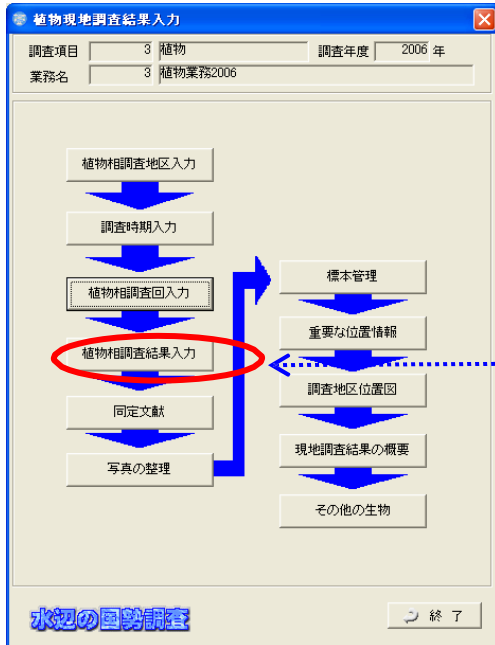 植物現地調査結果入力
調査項目 3 植物 調査年度 2006 年
業務名 3 植物業務2006
植物相調査地区入力
調査時期入力
植物相調査回入力
植物相調査結果入力
同定文献
写真の整理
標本管理
重要な位置情報
調査地区位置図
現地調査結果の概要
その他の生物
水辺の国勢調査
終 了